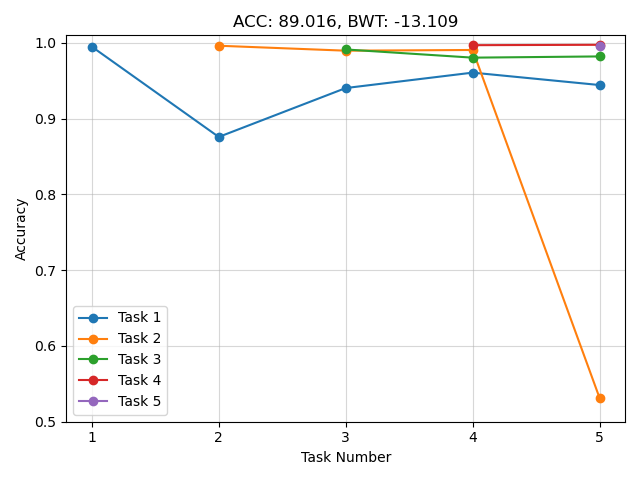 ACC: 89.016, BWT: -13.109
Accuracy
1.0
0.9
0.8
0.7
0.6
0.5
Task 1
Task 2
Task 3
Task 4
Task 5
1
2
3
4
5
Task Number